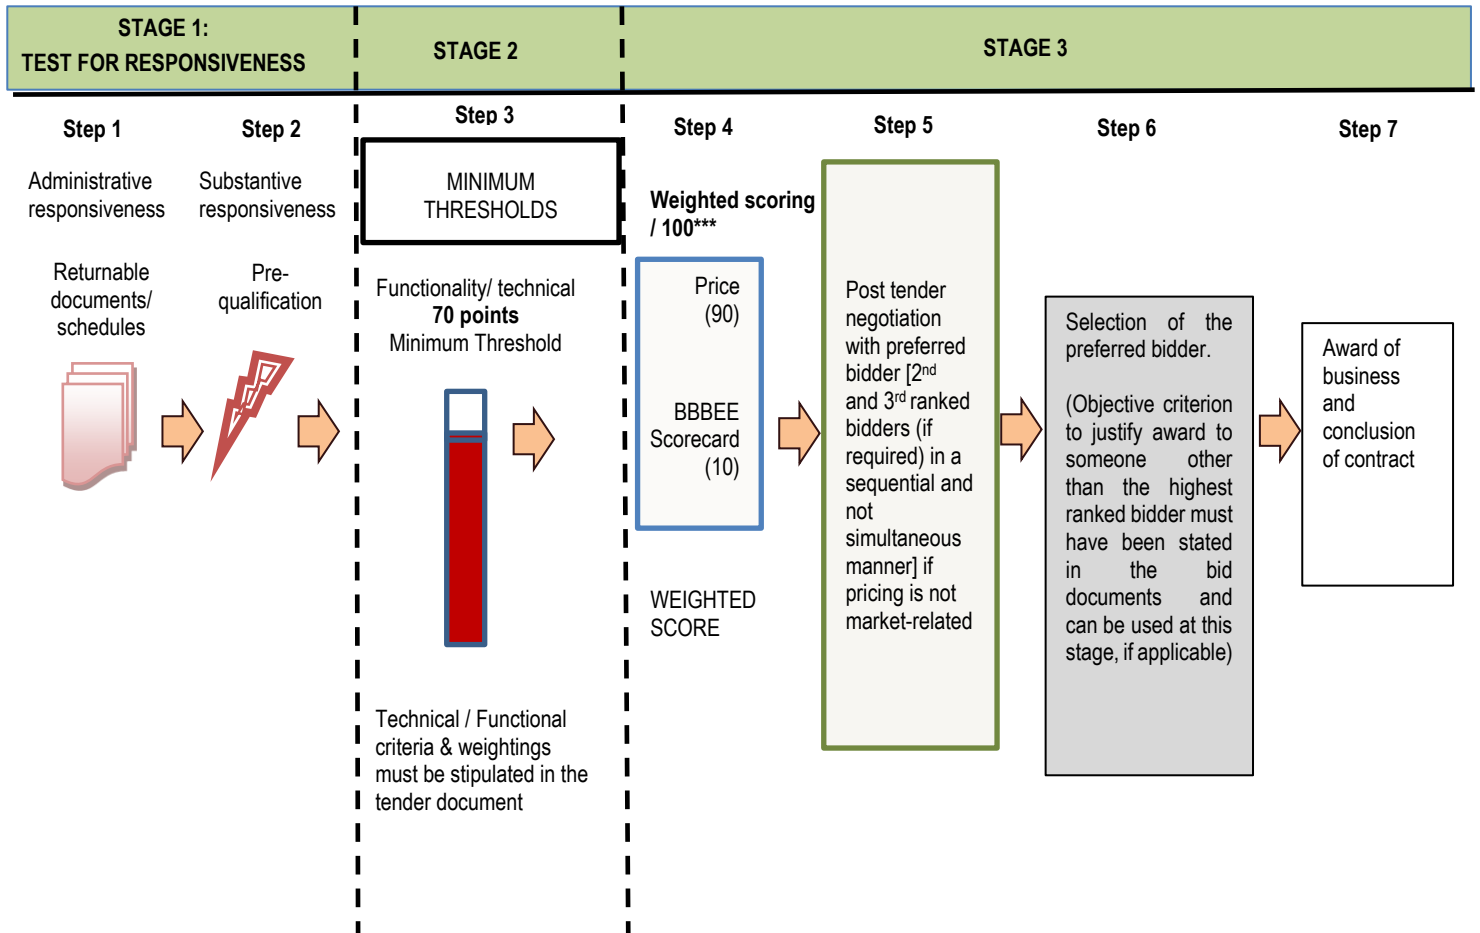 STAGE 1:
TEST FOR RESPONSIVENESS
STAGE 2
STAGE 3
Step 1
Administrative
responsiveness
Returnable
documents/
schedules
Step 2
Substantive
responsiveness
Pre-
qualification
Step 3
MINIMUM
THRESHOLDS
Functionality/ technical
70 points
Minimum Threshold
Technical / Functional
criteria & weightings
must be stipulated in the
tender document
Step 4
Weighted scoring
/ 100***
Price
(90)
BBBEE
Scorecard
(10)
WEIGHTED
SCORE
Step 5
Post tender
negotiation
with preferred
bidder [2nd
and 3rd ranked
bidders (if
required) in a
sequential and
not
simultaneous
manner] if
pricing is not
market-related
Step 6
Selection of the
preferred bidder.
(Objective criterion
to justify award to
someone other
than the highest
ranked bidder must
have been stated
in the bid
documents and
can be used at this
stage, if applicable)
Step 7
Award of
business
and
conclusion
of contract